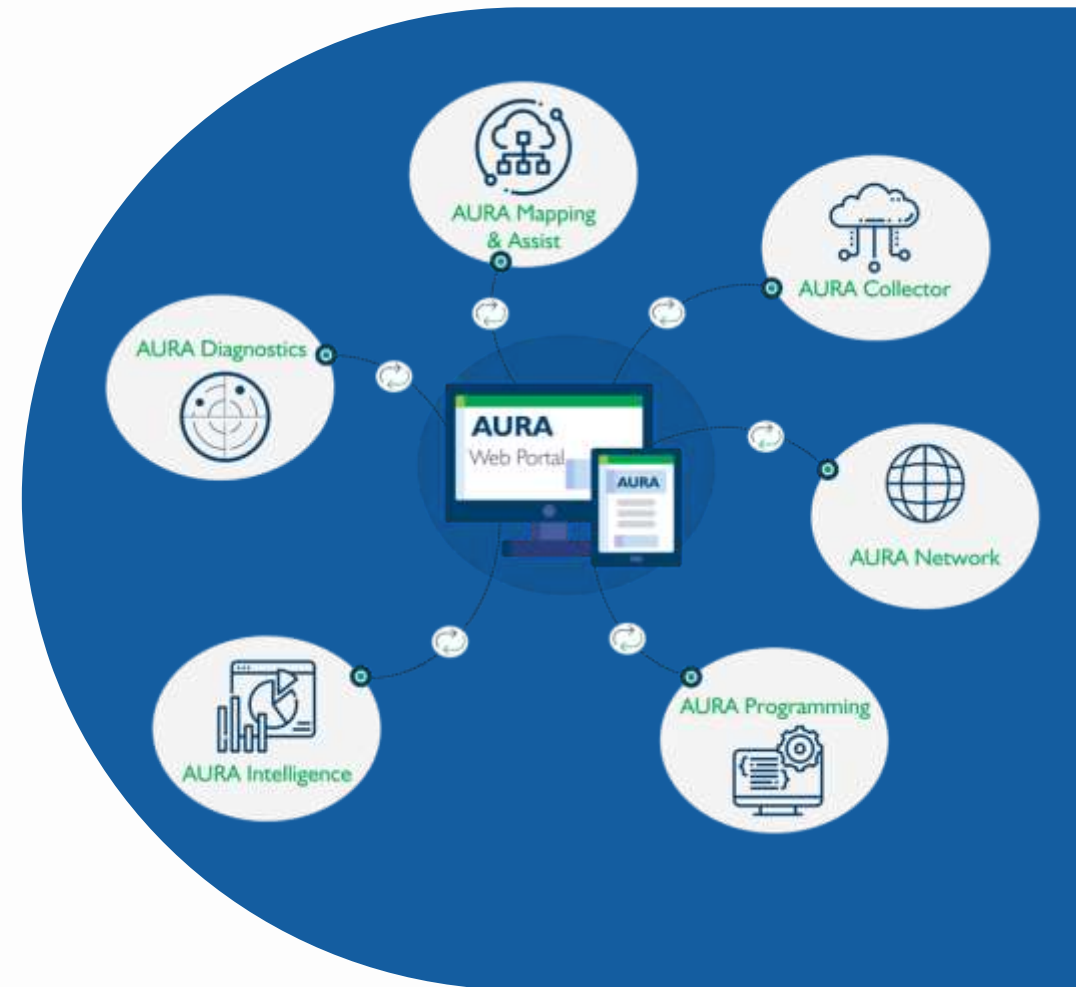 AURA Mapping
& Assist
AURA Collector
AURA Diagnostics
AURA
Web Portal
AURA
AURA Network
AURA Programming
AURA Intelligence